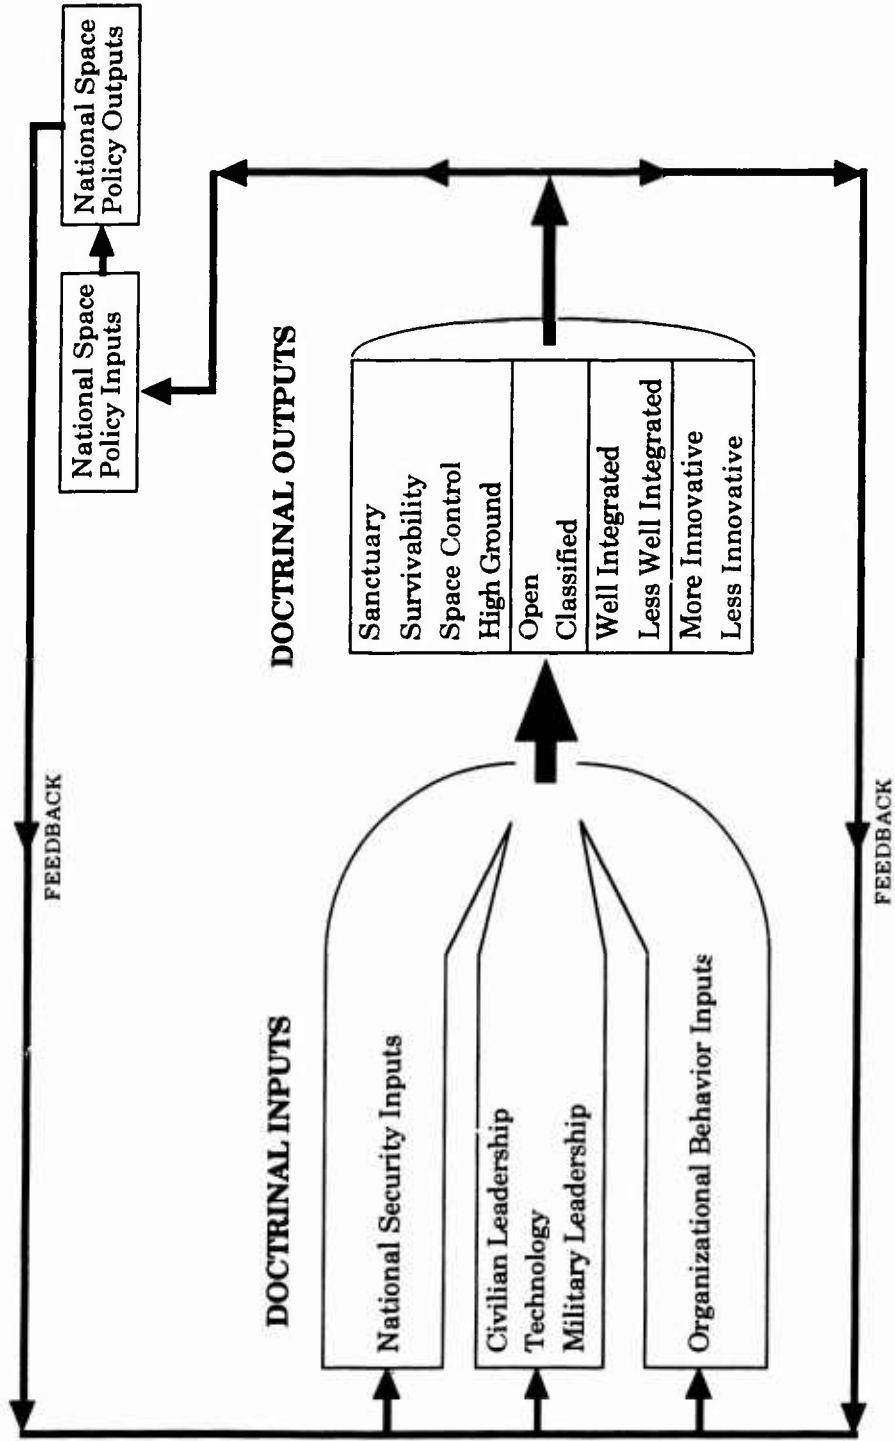 National Space
Policy Inputs
National Space
Policy Outputs
FEEDBACK
DOCTRINAL INPUTS
National Security Inputs
Civilian Leadership
Technology
Military Leadership
Organizational Behavior Inputs
DOCTRINAL OUTPUTS
Sanctuary
Survivability
Space Control
High Ground
Open
Classified
Well Integrated
Less Well Integrated
More Innovative
Less Innovative
FEEDBACK